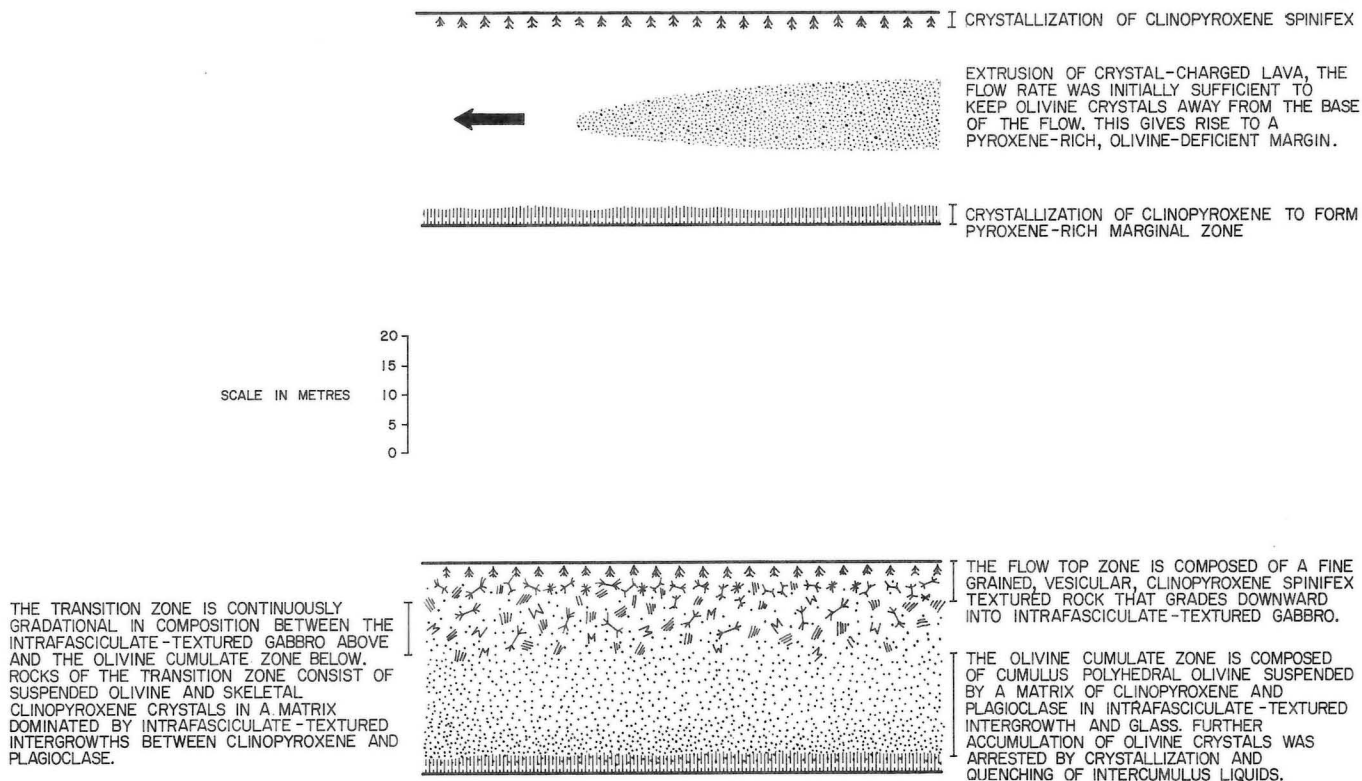 CRYSTALLIZATION OF CLINOPYROXENE SPINIFEX
EXTRUSION OF CRYSTAL-CHARGED LAVA, THE
FLOW RATE WAS INITIALLY SUFFICIENT TO
KEEP OLIVINE CRYSTALS AWAY FROM THE BASE
OF THE FLOW. THIS GIVES RISE TO A
PYROXENE-RICH, OLIVINE-DEFICIENT MARGIN.
CRYSTALLIZATION OF CLINOPYROXENE TO FORM
PYROXENE-RICH MARGINAL ZONE
SCALE IN METRES
20
15
10
5
0
THE TRANSITION ZONE IS CONTINUOUSLY
GRADATIONAL IN COMPOSITION BETWEEN THE
INTRAFASCICULATE-TEXTURED GABBRO ABOVE
AND THE OLIVINE CUMULATE ZONE BELOW.
ROCKS OF THE TRANSITION ZONE CONSIST OF
SUSPENDED OLIVINE AND SKELETAL
CLINOPYROXENE CRYSTALS IN A MATRIX
DOMINATED BY INTRAFASCICULATE-TEXTURED
INTERGROWTHS BETWEEN CLINOPYROXENE AND
PLAGIOCLASE.
THE FLOW TOP ZONE IS COMPOSED OF A FINE
GRAINED, VESICULAR, CLINOPYROXENE SPINIFEX
TEXTURED ROCK THAT GRADES DOWNWARD
INTO INTRAFASCICULATE-TEXTURED GABBRO.
THE OLIVINE CUMULATE ZONE IS COMPOSED
OF CUMULUS POLYHEDRAL OLIVINE SUSPENDED
BY A MATRIX OF CLINOPYROXENE AND
PLAGIOCLASE IN INTRAFASCICULATE-TEXTURED
INTERGROWTH AND GLASS. FURTHER
ACCUMULATION OF OLIVINE CRYSTALS WAS
ARRESTED BY CRYSTALLIZATION AND
QUENCHING OF INTERCUMULUS LIQUIDS.